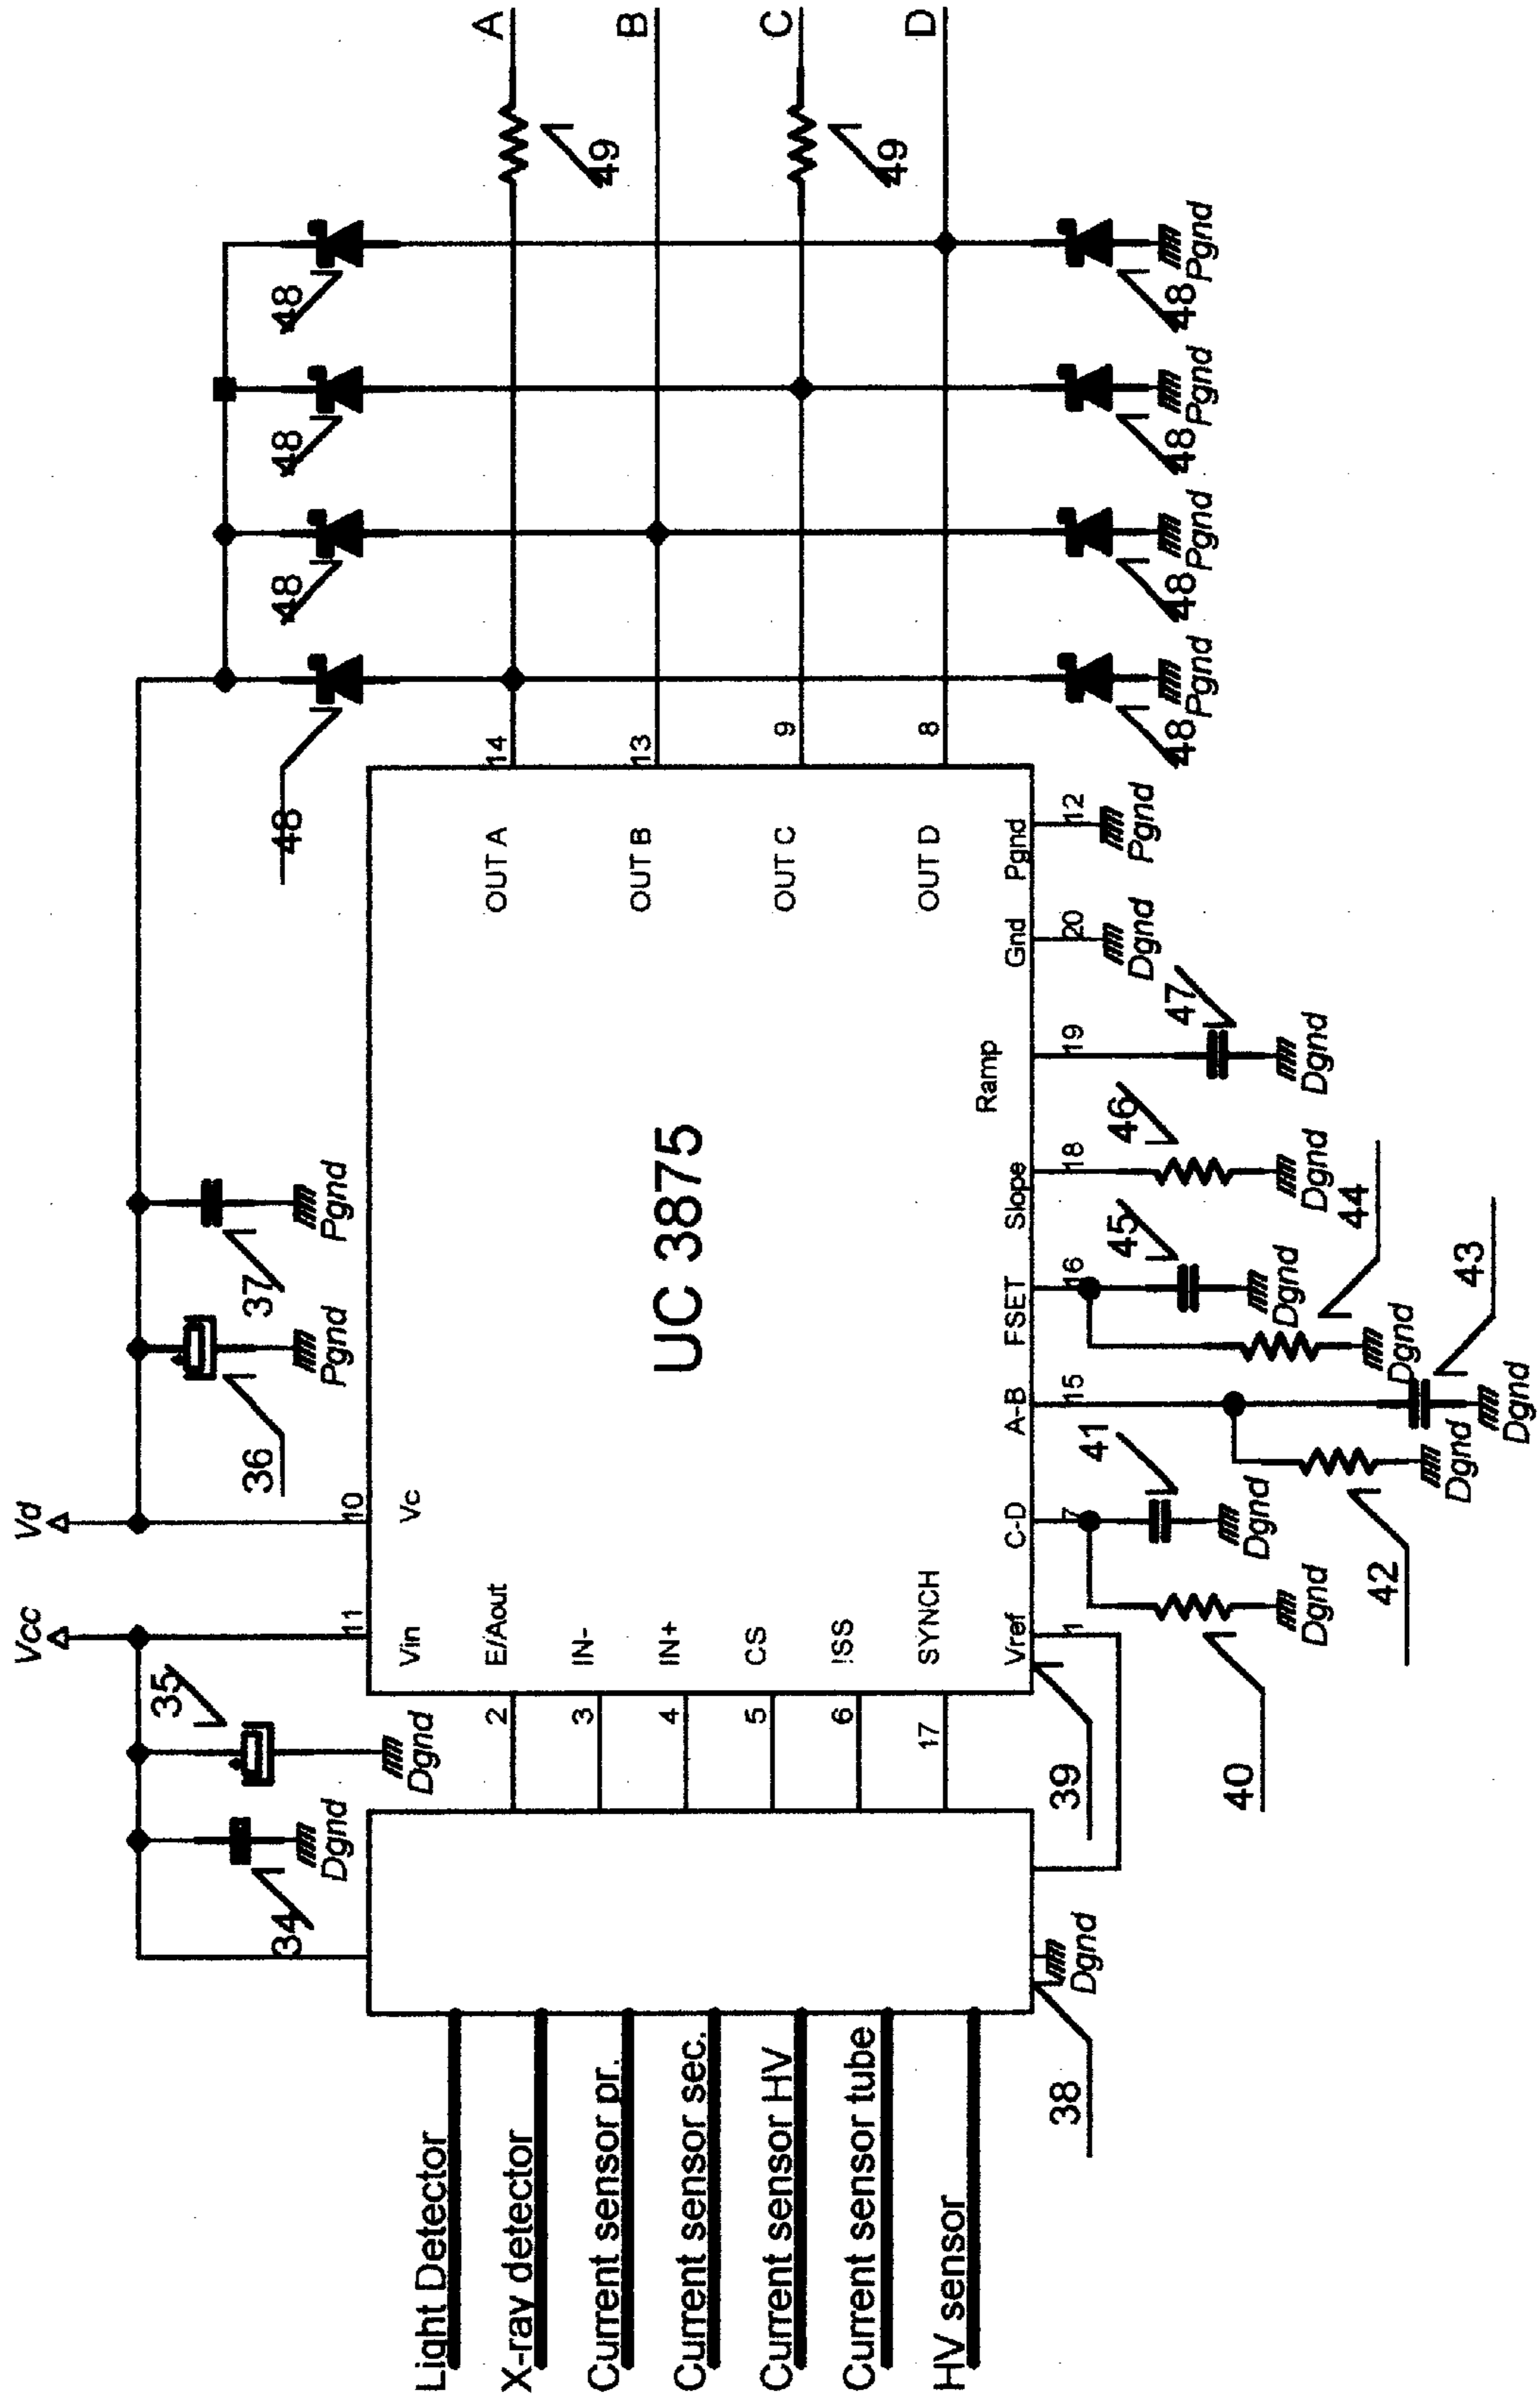 Vcc
Vd
34
Dgnd
35
Dgnd
36
Pgnd
37
Pgnd
48
48
48
48
11
10
Vin
Vc
UC 3875
Light Detector
X-ray detector
Current sensor pr.
Current sensor sec.
Current sensor HV
Current sensor tube
HV sensor
2
3
4
5
6
17
E/Aout
IN-
IN+
CS
!SS
SYNCH
OUT A
OUT B
OUT C
OUT D
14
13
9
8
49
49
A
B
C
D
Vref
C-D
A-B
FSET
Slope
Ramp
Gnd
Pgnd
1
7
15
16
18
19
20
12
38
Dgnd
39
40
Dgnd
41
Dgnd
42
Dgnd
43
Dgnd
44
Dgnd
45
Dgnd
46
Dgnd
47
Dgnd
Dgnd
Pgnd
48
Pgnd
48
Pgnd
48
Pgnd
48
Pgnd